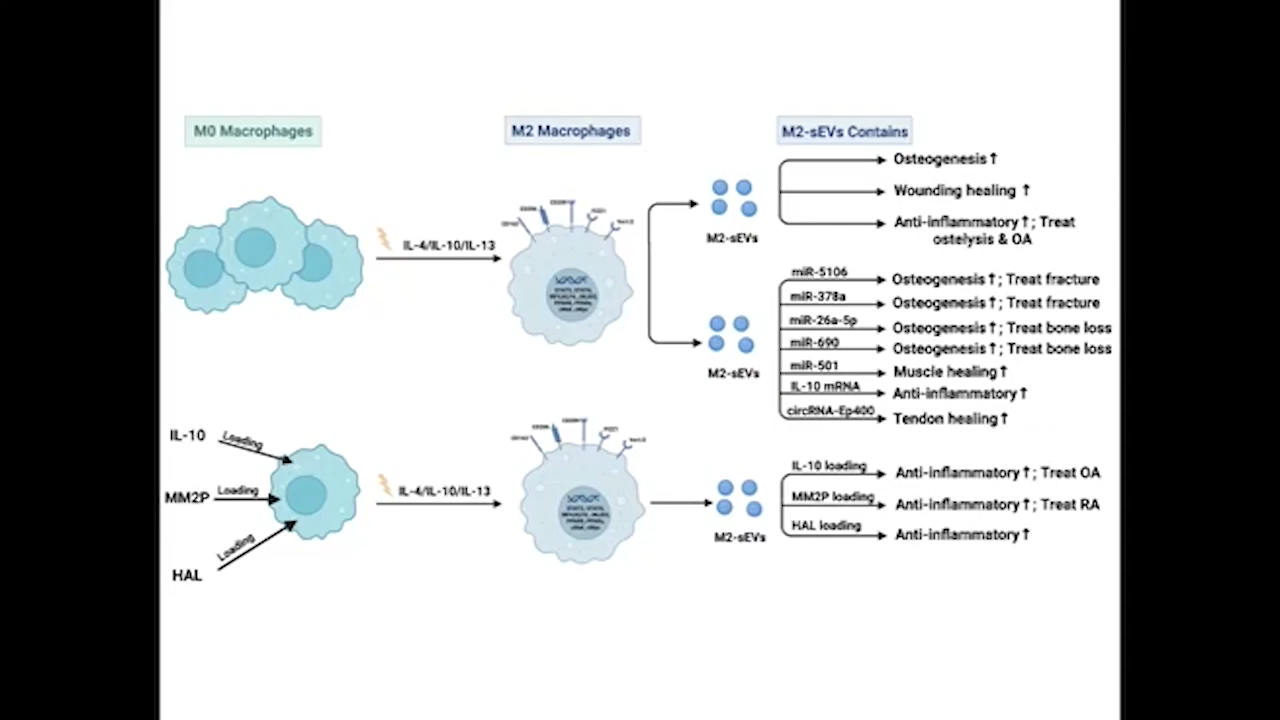 M0 Macrophages
M2 Macrophages
M2-sEVs Contains
IL-4/IL-10/IL-13
M2-sEVs
Osteogenesis↑
Wounding healing ↑
Anti-inflammatory↑; Treat
ostelysis & OA
M2-sEVs
miR-5106
Osteogenesis↑; Treat fracture
miR-378a
Osteogenesis↑; Treat fracture
miR-26a-5p
Osteogenesis↑; Treat bone loss
miR-690
Osteogenesis↑; Treat bone loss
miR-501
Muscle healing↑
IL-10 mRNA
Anti-inflammatory↑
circRNA-Ep400
Tendon healing↑
IL-10
Loading
MM2P
Loading
HAL
Loading
IL-4/IL-10/IL-13
M2-sEVs
IL-10 loading
Anti-inflammatory↑; Treat OA
MM2P loading
Anti-inflammatory↑; Treat RA
HAL loading
Anti-inflammatory↑